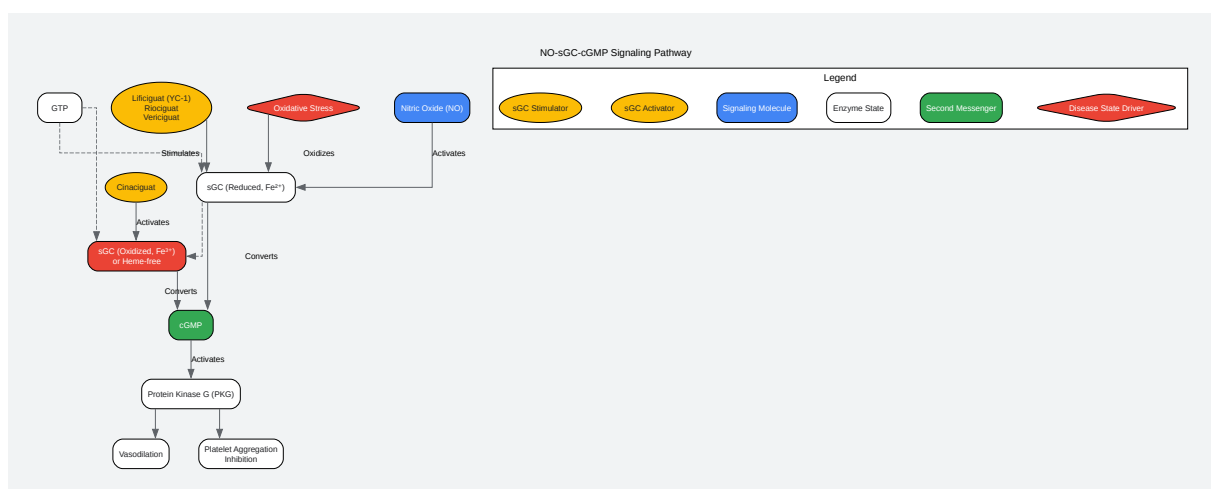 NO-sGC-cGMP Signaling Pathway
Legend
sGC Stimulator
sGC Activator
Signaling Molecule
Enzyme State
Second Messenger
Disease State Driver
GTP
Lificiguat (YC-1)
Riociguat
Vericiguat
Oxidative Stress
Nitric Oxide (NO)
Stimulates
Oxidizes
Activates
Cinaciguat
sGC (Reduced, Fe²⁺)
Activates
sGC (Oxidized, Fe³⁺)
or Heme-free
Converts
Converts
cGMP
Activates
Protein Kinase G (PKG)
Vasodilation
Platelet Aggregation
Inhibition